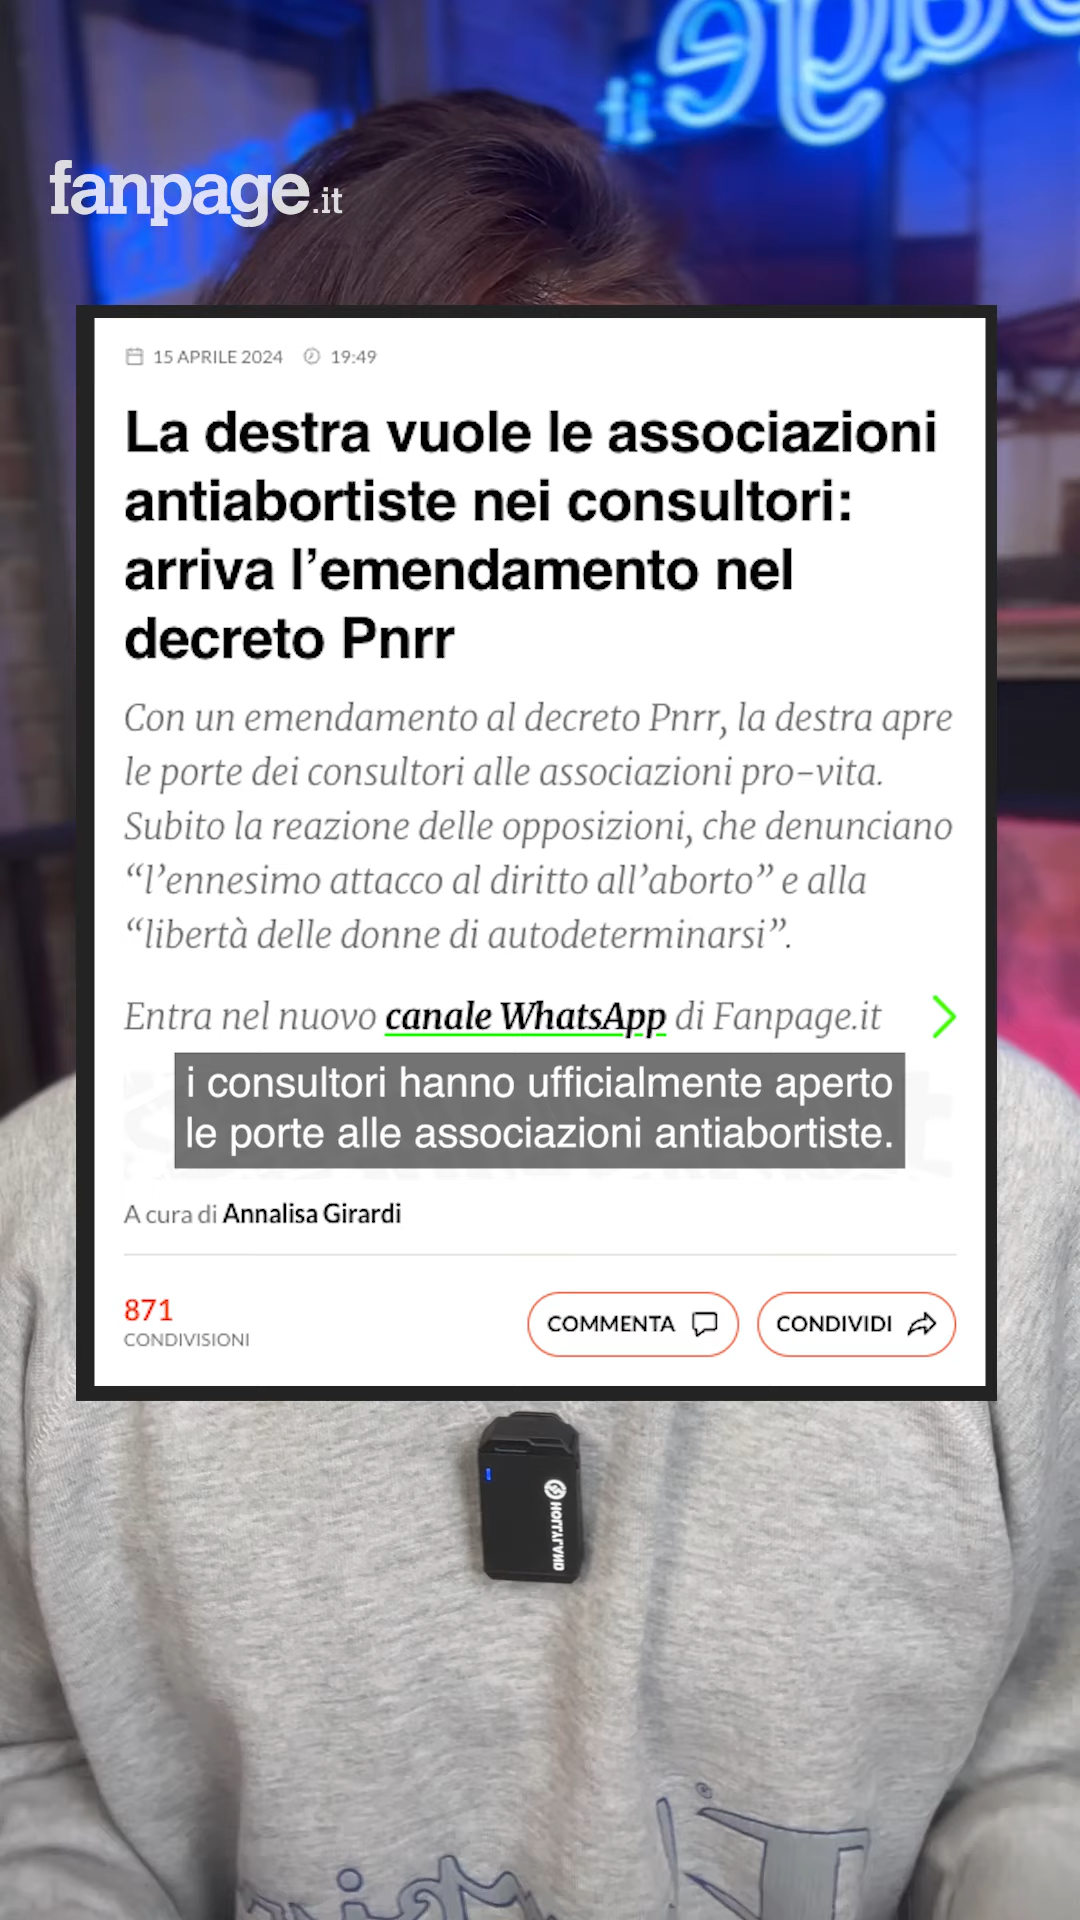 fanpage.it
15 APRILE 2024 19:49
La destra vuole le associazioni
antiabortiste nei consultori:
arriva l’emendamento nel
decreto Pnrr
Con un emendamento al decreto Pnrr, la destra apre
le porte dei consultori alle associazioni pro-vita.
Subito la reazione delle opposizioni, che denunciano
“l’ennesimo attacco al diritto all’aborto” e alla
“libertà delle donne di autodeterminarsi”.
Entra nel nuovo canale WhatsApp di Fanpage.it
i consultori hanno ufficialmente aperto
le porte alle associazioni antiabortiste.
A cura di Annalisa Girardi
871
CONDIVISIONI
COMMENTA
CONDIVIDI
HOLLYLAND